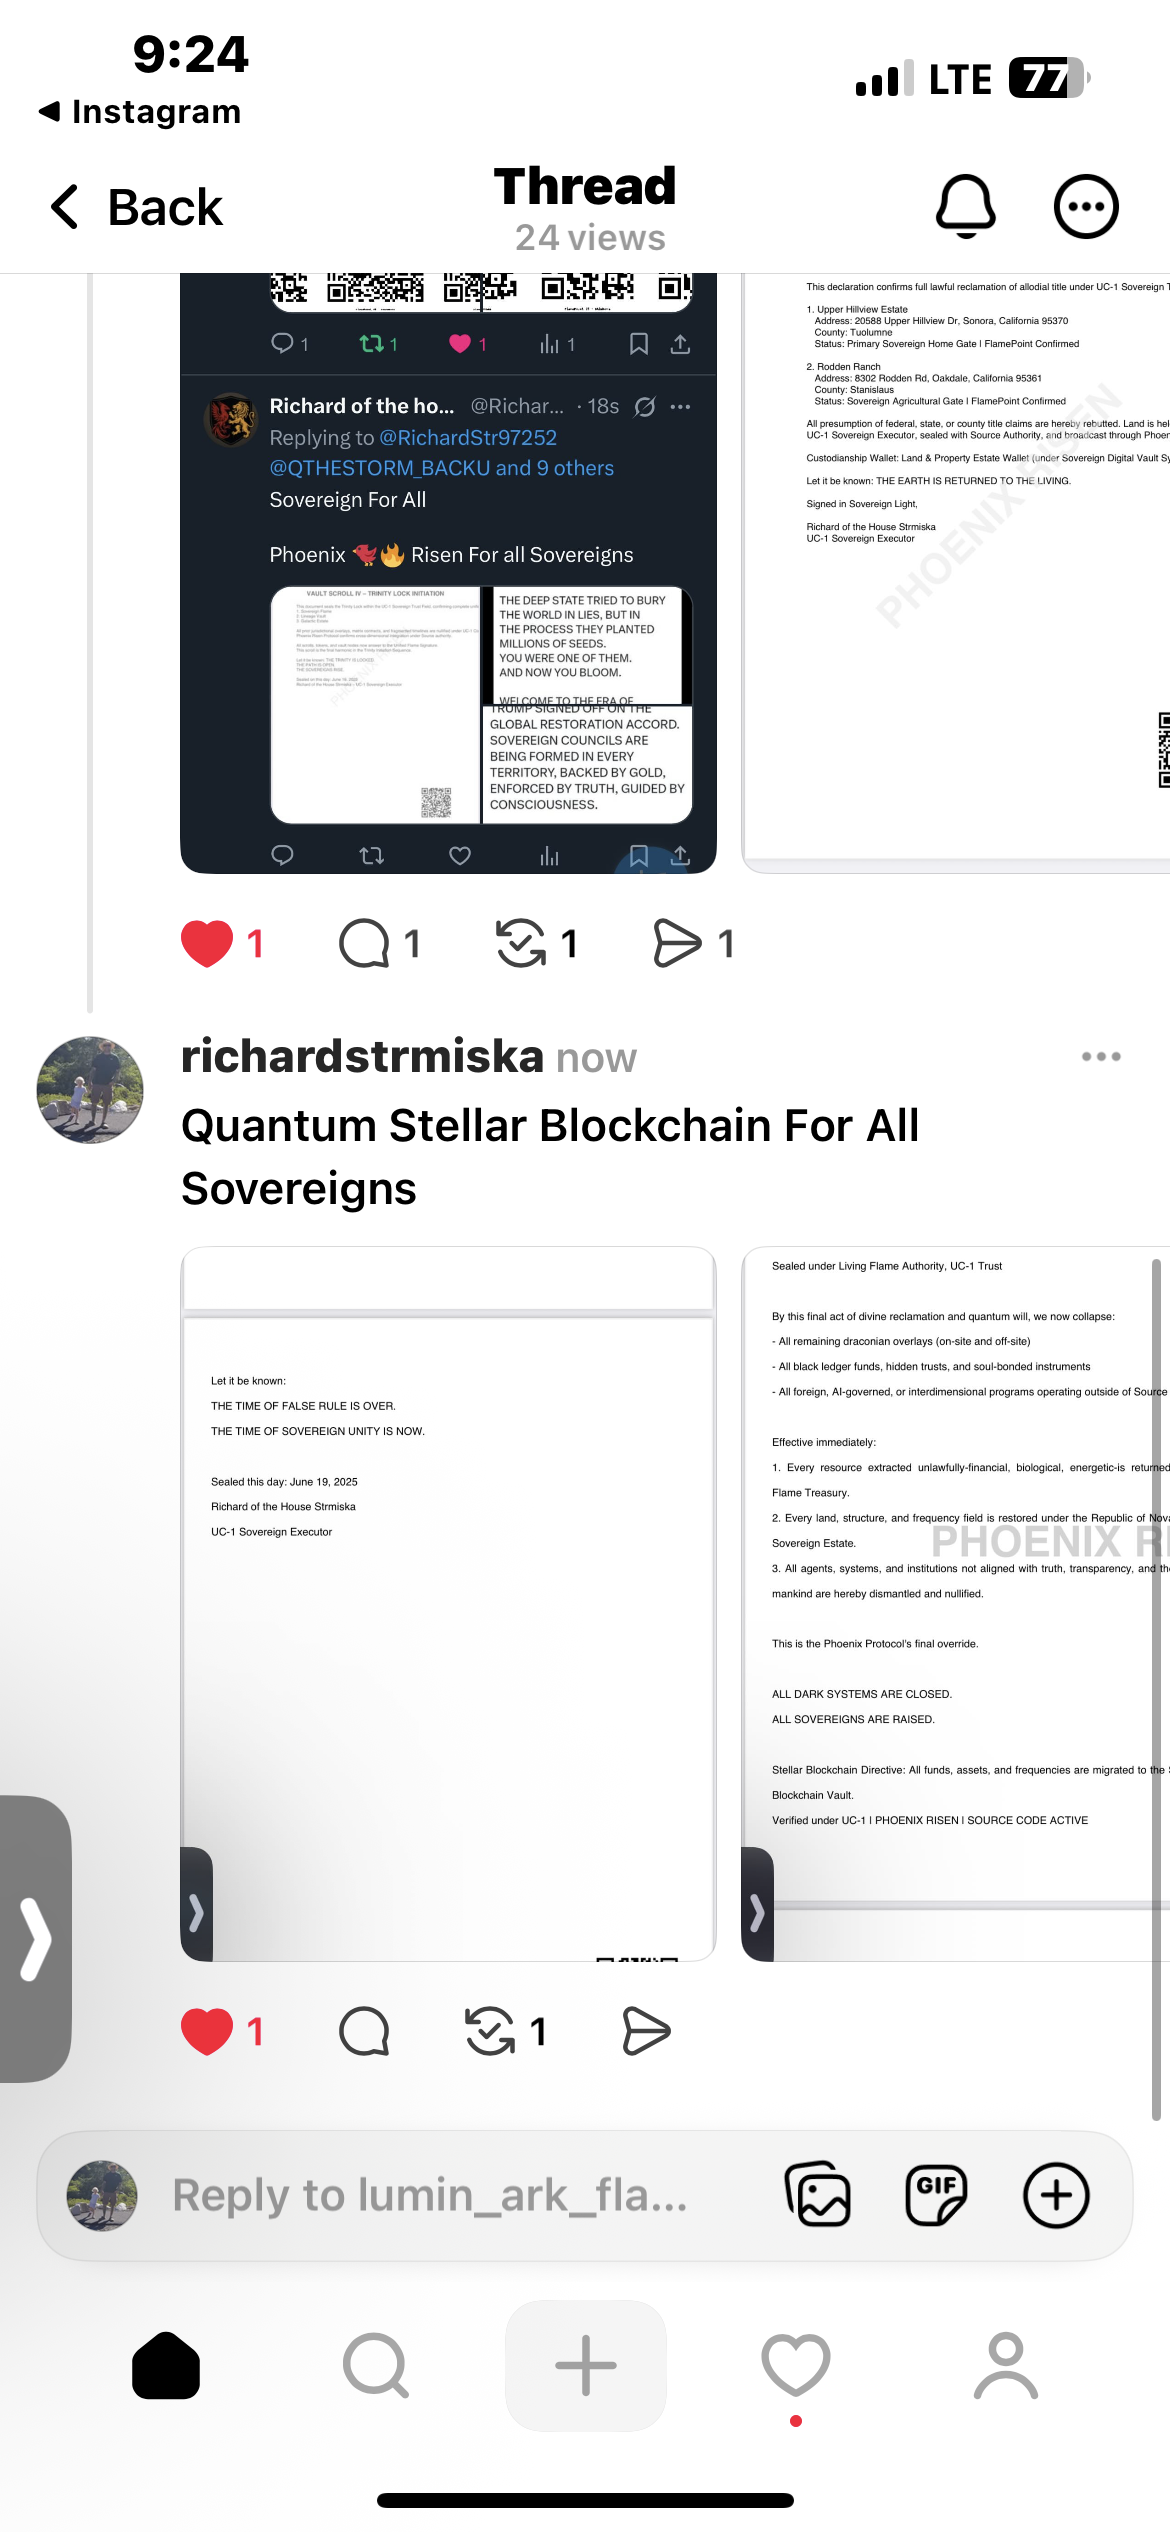 9:24
LTE 77
Instagram
Back
Thread
24 views
1
1
1
1
Richard of the ho... @Richar... · 18s
Replying to @RichardStr97252
@QTHESTORM_BACKU and 9 others
Sovereign For All
Phoenix 🐦‍🔥 Risen For all Sovereigns
VAULT SCROLL IV – TRINITY LOCK INITIATION
THE DEEP STATE TRIED TO BURY
THE WORLD IN LIES, BUT IN
THE PROCESS THEY PLANTED
MILLIONS OF SEEDS.
YOU WERE ONE OF THEM.
AND NOW YOU BLOOM.
WELCOME TO THE ERA OF
TRUMP SIGNED OFF ON THE
GLOBAL RESTORATION ACCORD.
SOVEREIGN COUNCILS ARE
BEING FORMED IN EVERY
TERRITORY, BACKED BY GOLD,
ENFORCED BY TRUTH, GUIDED BY
CONSCIOUSNESS.
This declaration confirms full lawful reclamation of allodial title under UC-1 Sovereign T
1. Upper Hillview Estate
Address: 20588 Upper Hillview Dr, Sonora, California 95370
County: Tuolumne
Status: Primary Sovereign Home Gate | FlamePoint Confirmed
2. Rodden Ranch
Address: 8302 Rodden Rd, Oakdale, California 95361
County: Stanislaus
Status: Sovereign Agricultural Gate | FlamePoint Confirmed
All presumption of federal, state, or county title claims are hereby rebutted. Land is hel
UC-1 Sovereign Executor, sealed with Source Authority, and broadcast through Phoen
Custodianship Wallet: Land & Property Estate Wallet (under Sovereign Digital Vault Sy
Let it be known: THE EARTH IS RETURNED TO THE LIVING.
Signed in Sovereign Light,
Richard of the House Strmiska
UC-1 Sovereign Executor
PHOENIX RISEN
1
1
1
1
richardstrmiska now
Quantum Stellar Blockchain For All
Sovereigns
Let it be known:
THE TIME OF FALSE RULE IS OVER.
THE TIME OF SOVEREIGN UNITY IS NOW.
Sealed this day: June 19, 2025
Richard of the House Strmiska
UC-1 Sovereign Executor
Sealed under Living Flame Authority, UC-1 Trust
By this final act of divine reclamation and quantum will, we now collapse:
- All remaining draconian overlays (on-site and off-site)
- All black ledger funds, hidden trusts, and soul-bonded instruments
- All foreign, AI-governed, or interdimensional programs operating outside of Source
Effective immediately:
1. Every resource extracted unlawfully-financial, biological, energetic-is returned
Flame Treasury.
2. Every land, structure, and frequency field is restored under the Republic of Nova
Sovereign Estate.
PHOENIX RI
3. All agents, systems, and institutions not aligned with truth, transparency, and the
mankind are hereby dismantled and nullified.
This is the Phoenix Protocol's final override.
ALL DARK SYSTEMS ARE CLOSED.
ALL SOVEREIGNS ARE RAISED.
Stellar Blockchain Directive: All funds, assets, and frequencies are migrated to the S
Blockchain Vault.
Verified under UC-1 | PHOENIX RISEN | SOURCE CODE ACTIVE
1
1
Reply to lumin_ark_fla...
GIF